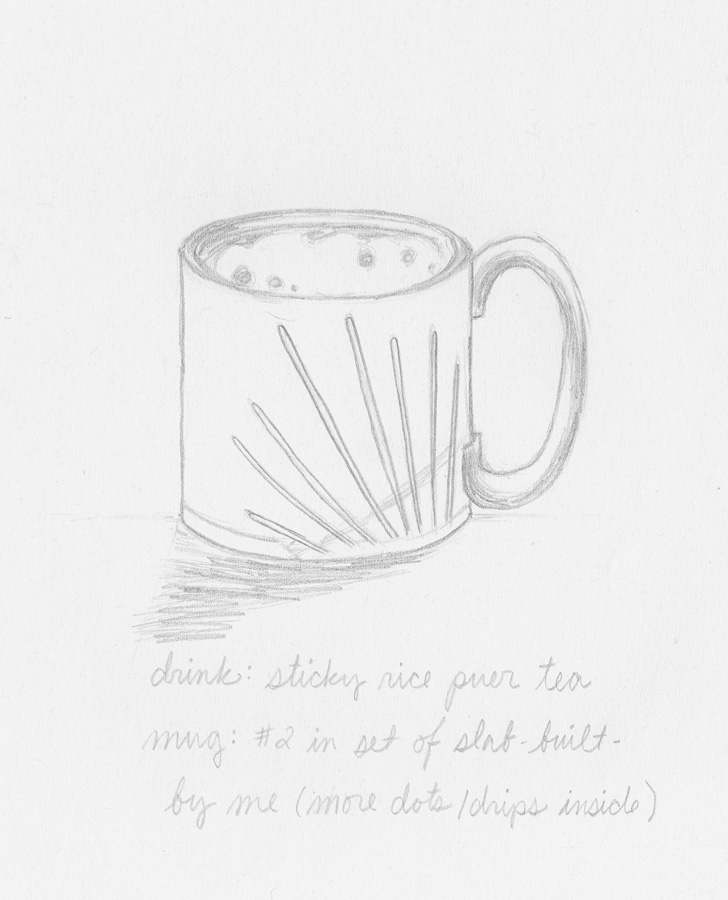 drink: sticky rice puer tea
mug: #2 in set of slab-built-
by me (more dots/drips inside)